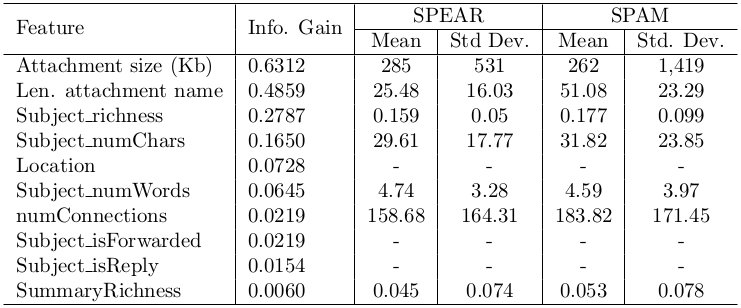 Feature Info. Gain SPEAR SPAM
Mean Std Dev. Mean Std. Dev.
Attachment size (Kb) 0.6312 285 531 262 1,419
Len. attachment name 0.4859 25.48 16.03 51.08 23.29
Subject_richness 0.2787 0.159 0.05 0.177 0.099
Subject_numChars 0.1650 29.61 17.77 31.82 23.85
Location 0.0728 - - - -
Subject_numWords 0.0645 4.74 3.28 4.59 3.97
numConnections 0.0219 158.68 164.31 183.82 171.45
Subject_isForwarded 0.0219 - - - -
Subject_isReply 0.0154 - - - -
SummaryRichness 0.0060 0.045 0.074 0.053 0.078